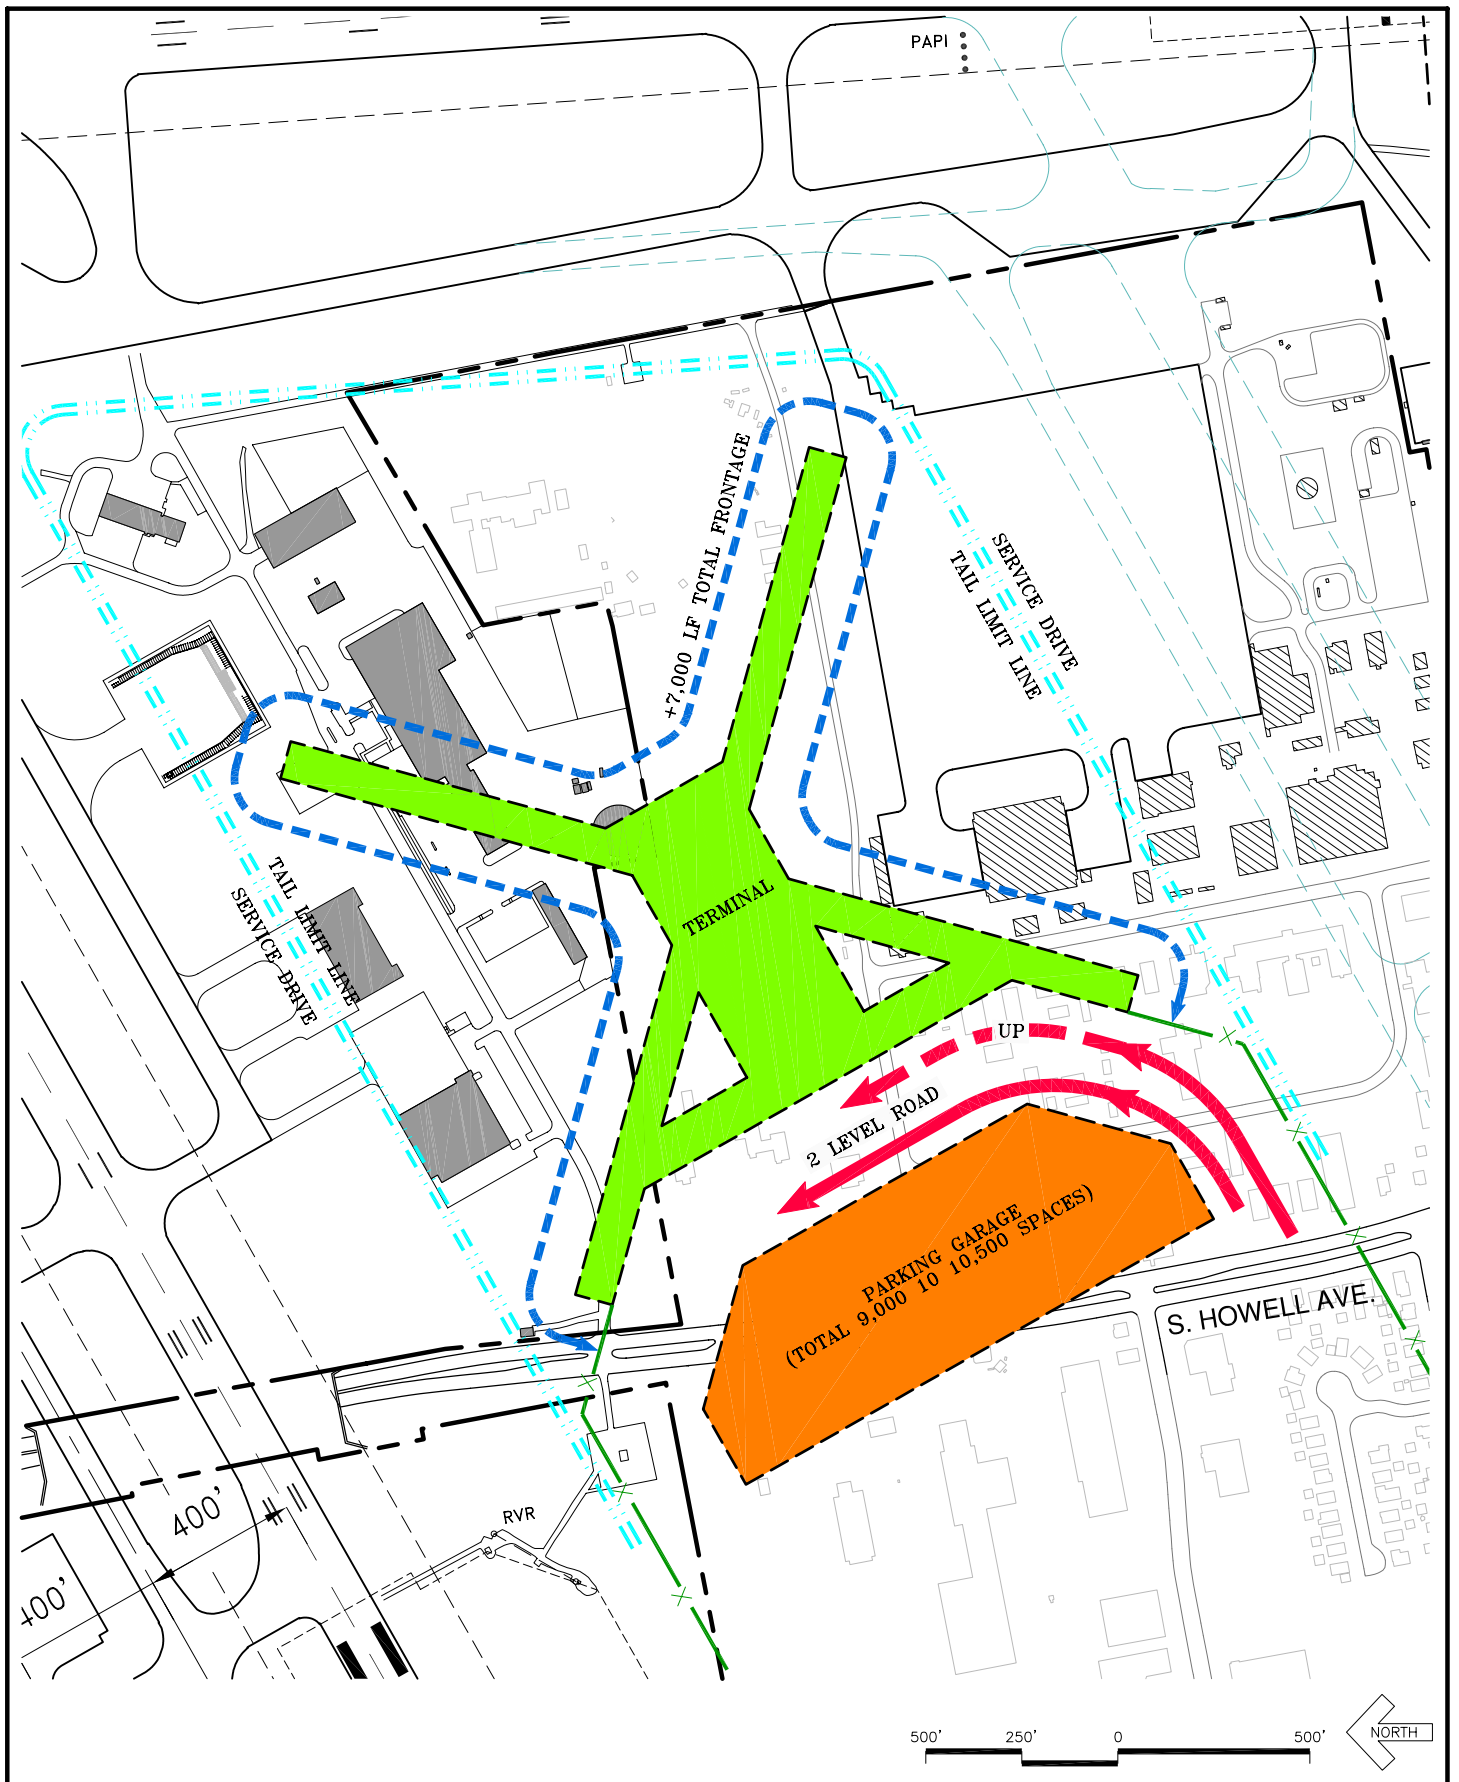 PAPI
+7,000 LF TOTAL FRONTAGE
SERVICE DRIVE
TAIL LIMIT LINE
TERMINAL
TAIL LIMIT LINE
SERVICE DRIVE
UP
2 LEVEL ROAD
PARKING GARAGE
(TOTAL 9,000 10 10,500 SPACES)
S. HOWELL AVE.
400'
RVR
400'
500' 250' 0 500'
NORTH